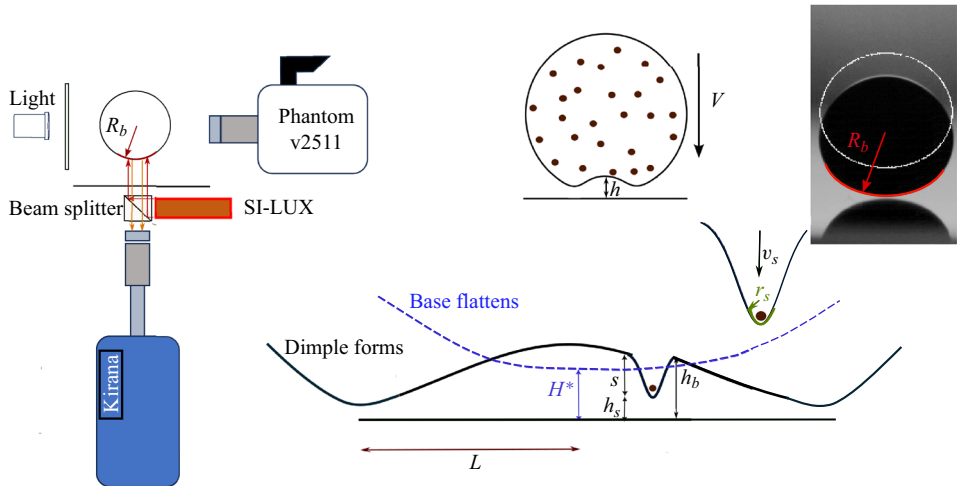 Light
R_b
Phantom
v2511
Beam splitter
SI-LUX
Kirana
V
h
R_b
v_s
r_s
Base flattens
Dimple forms
s
h_b
H*
h_s
L